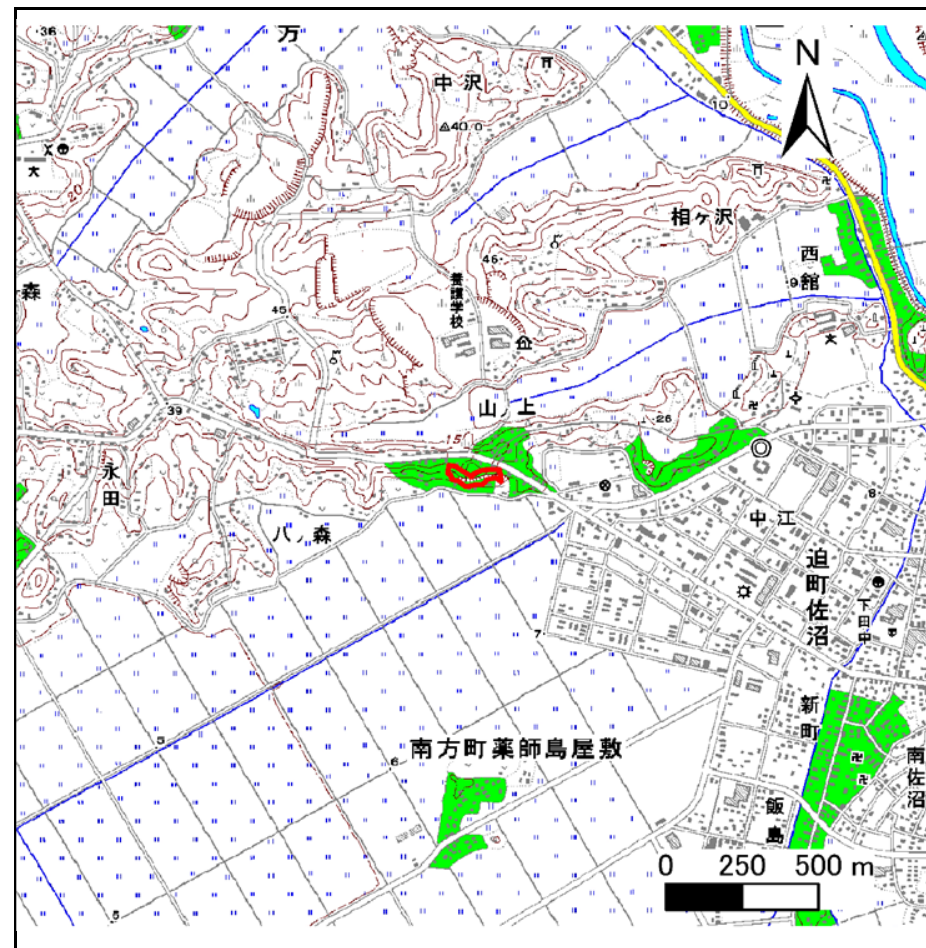 方
・36
中沢
40.0
10
N
20
相ヶ沢
46・
西館
・9
養護学校
森
45
山ノ上
・26
39
15
永田
八ノ森
中江
8
迫町佐沼
下田中
7
新町
南方町薬師島屋敷
6
5
南佐沼
飯島
0 250 500 m
5